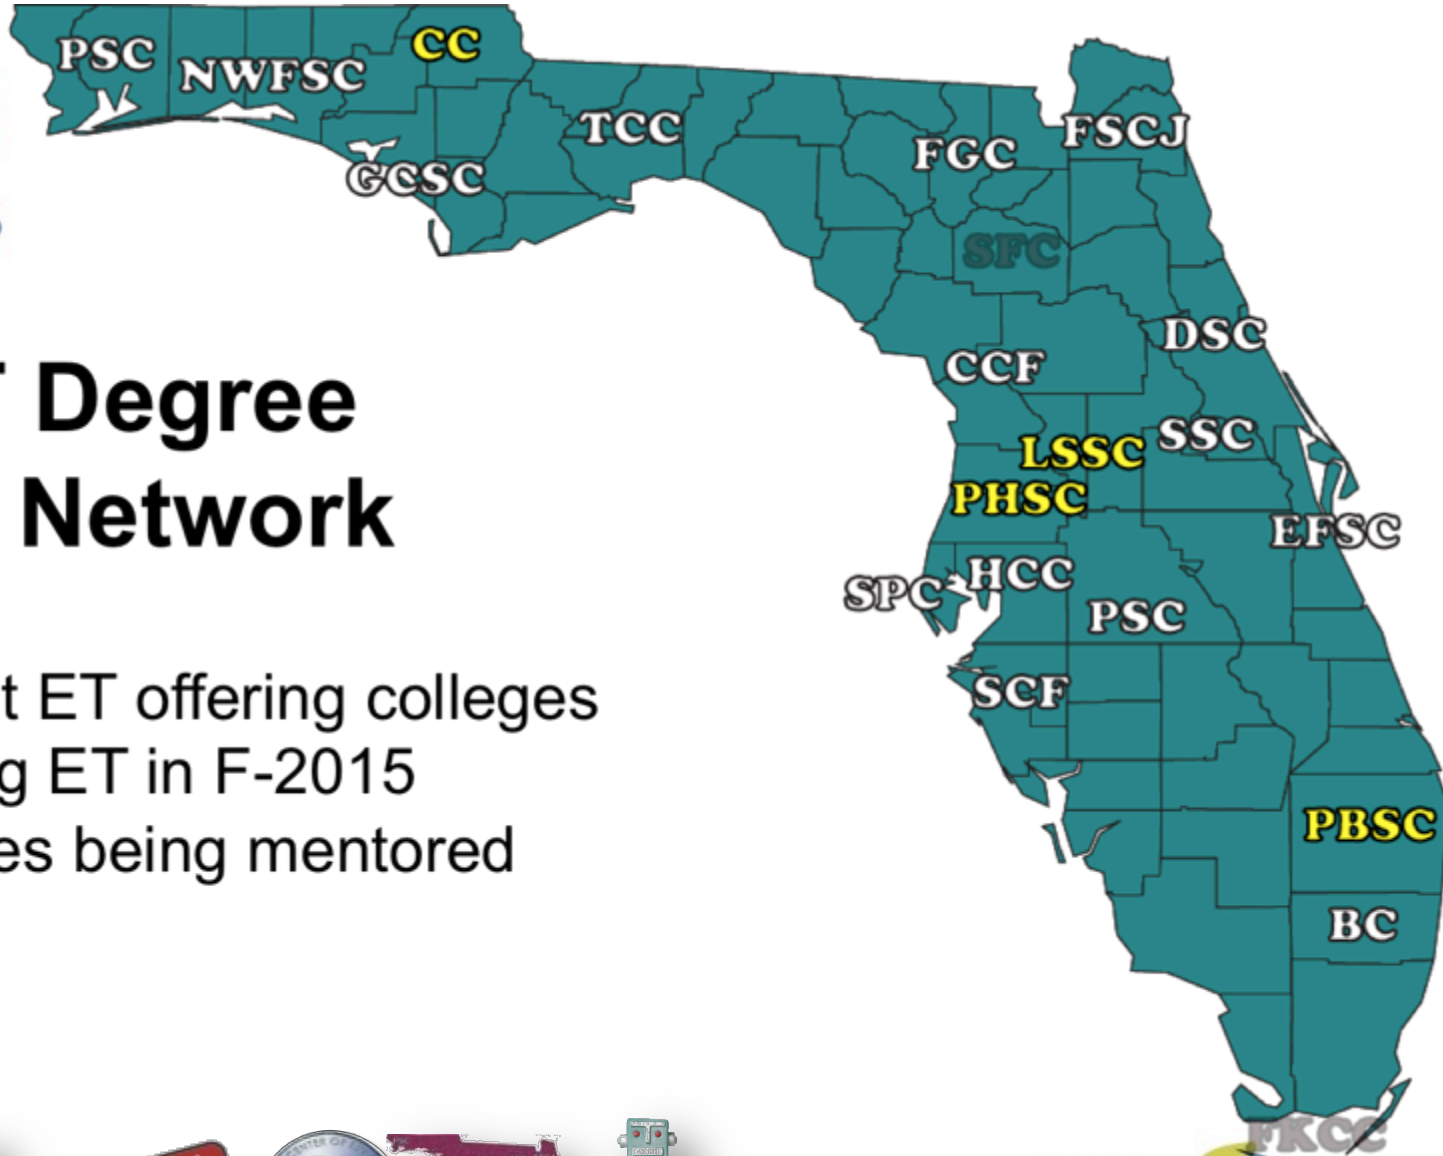 Degree
Network
t ET offering colleges
g ET in F-2015
es being mentored
PSC
NWFSC
CC
TCC
GCSC
FGC
FSCJ
SFC
DSC
CCF
SSC
LSSC
PHSC
EFSC
HCC
SPC
PSC
SCF
PBSC
BC
FKCC